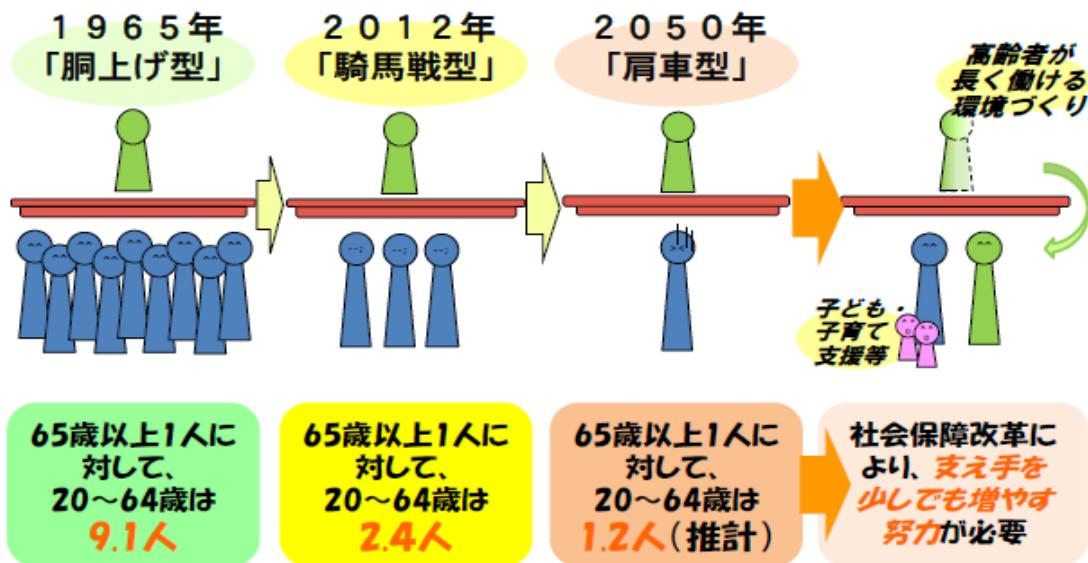 １９６５年
「胴上げ型」
２０１２年
「騎馬戦型」
２０５０年
「肩車型」
高齢者が
長く働ける
環境づくり
子ども・
子育て
支援等
65歳以上1人に
対して、
20～64歳は
9.1人
65歳以上1人に
対して、
20～64歳は
2.4人
65歳以上1人に
対して、
20～64歳は
1.2人(推計)
社会保障改革に
より、支え手を
少しでも増やす
努力が必要